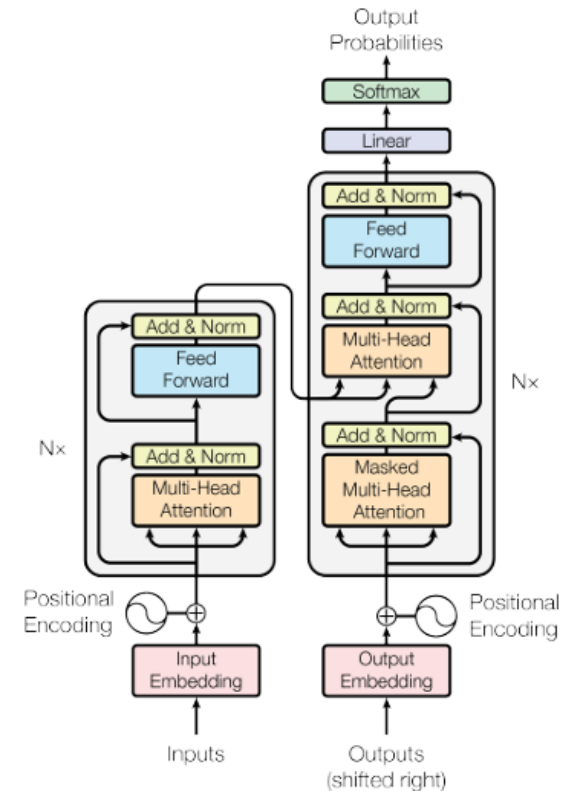 Output
Probabilities
Softmax
Linear
Add & Norm
Feed
Forward
Add & Norm
Multi-Head
Attention
Nx
Add & Norm
Masked
Multi-Head
Attention
Add & Norm
Feed
Forward
Nx
Add & Norm
Multi-Head
Attention
Positional
Encoding
Positional
Encoding
Input
Embedding
Output
Embedding
Inputs
Outputs
(shifted right)